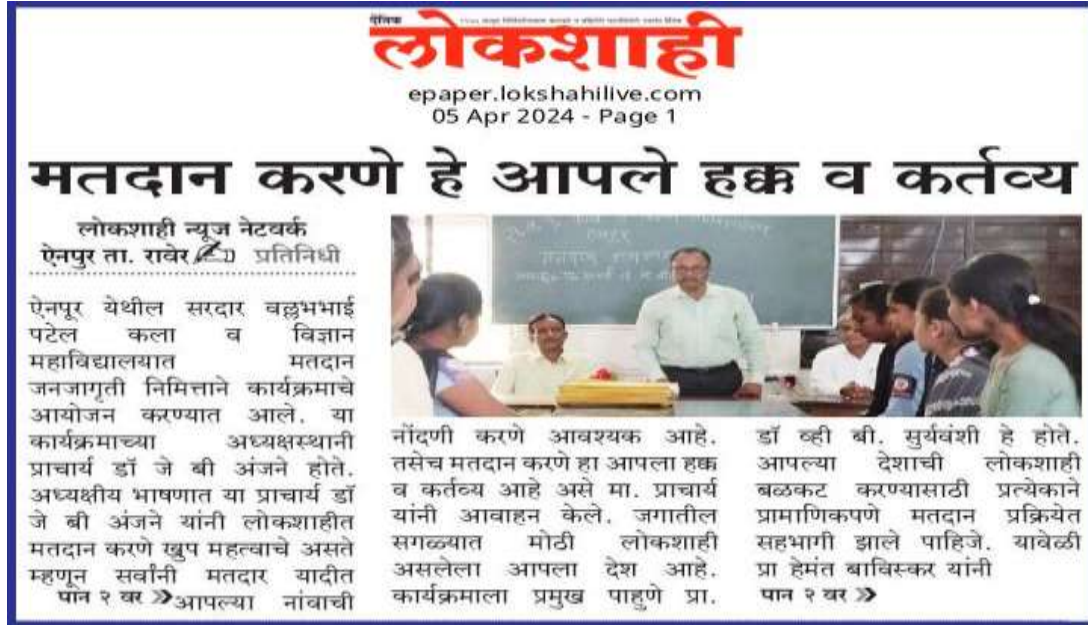 दैनिक
लोकशाही
epaper.lokshahilive.com
05 Apr 2024 - Page 1
मतदान करणे हे आपले हक्क व कर्तव्य
लोकशाही न्यूज नेटवर्क
ऐनपुर ता. रावेर प्रतिनिधी
ऐनपूर येथील सरदार वल्लभभाई
पटेल कला व विज्ञान
महाविद्यालयात मतदान
जनजागृती निमित्ताने कार्यक्रमाचे
आयोजन करण्यात आले. या
कार्यक्रमाच्या अध्यक्षस्थानी
प्राचार्य डॉ जे बी अंजने होते.
अध्यक्षीय भाषणात या प्राचार्य डॉ
जे बी अंजने यांनी लोकशाहीत
मतदान करणे खुप महत्वाचे असते
म्हणून सर्वांनी मतदार यादीत
पान २ वर आपल्या नांवाची
नोंदणी करणे आवश्यक आहे.
तसेच मतदान करणे हा आपला हक्क
व कर्तव्य आहे असे मा. प्राचार्य
यांनी आवाहन केले. जगातील
सगळ्यात मोठी लोकशाही
असलेला आपला देश आहे.
कार्यक्रमाला प्रमुख पाहुणे प्रा.
डॉ व्ही बी. सुर्यवंशी हे होते.
आपल्या देशाची लोकशाही
बळकट करण्यासाठी प्रत्येकाने
प्रामाणिकपणे मतदान प्रक्रियेत
सहभागी झाले पाहिजे. यावेळी
प्रा हेमंत बाविस्कर यांनी
पान २ वर